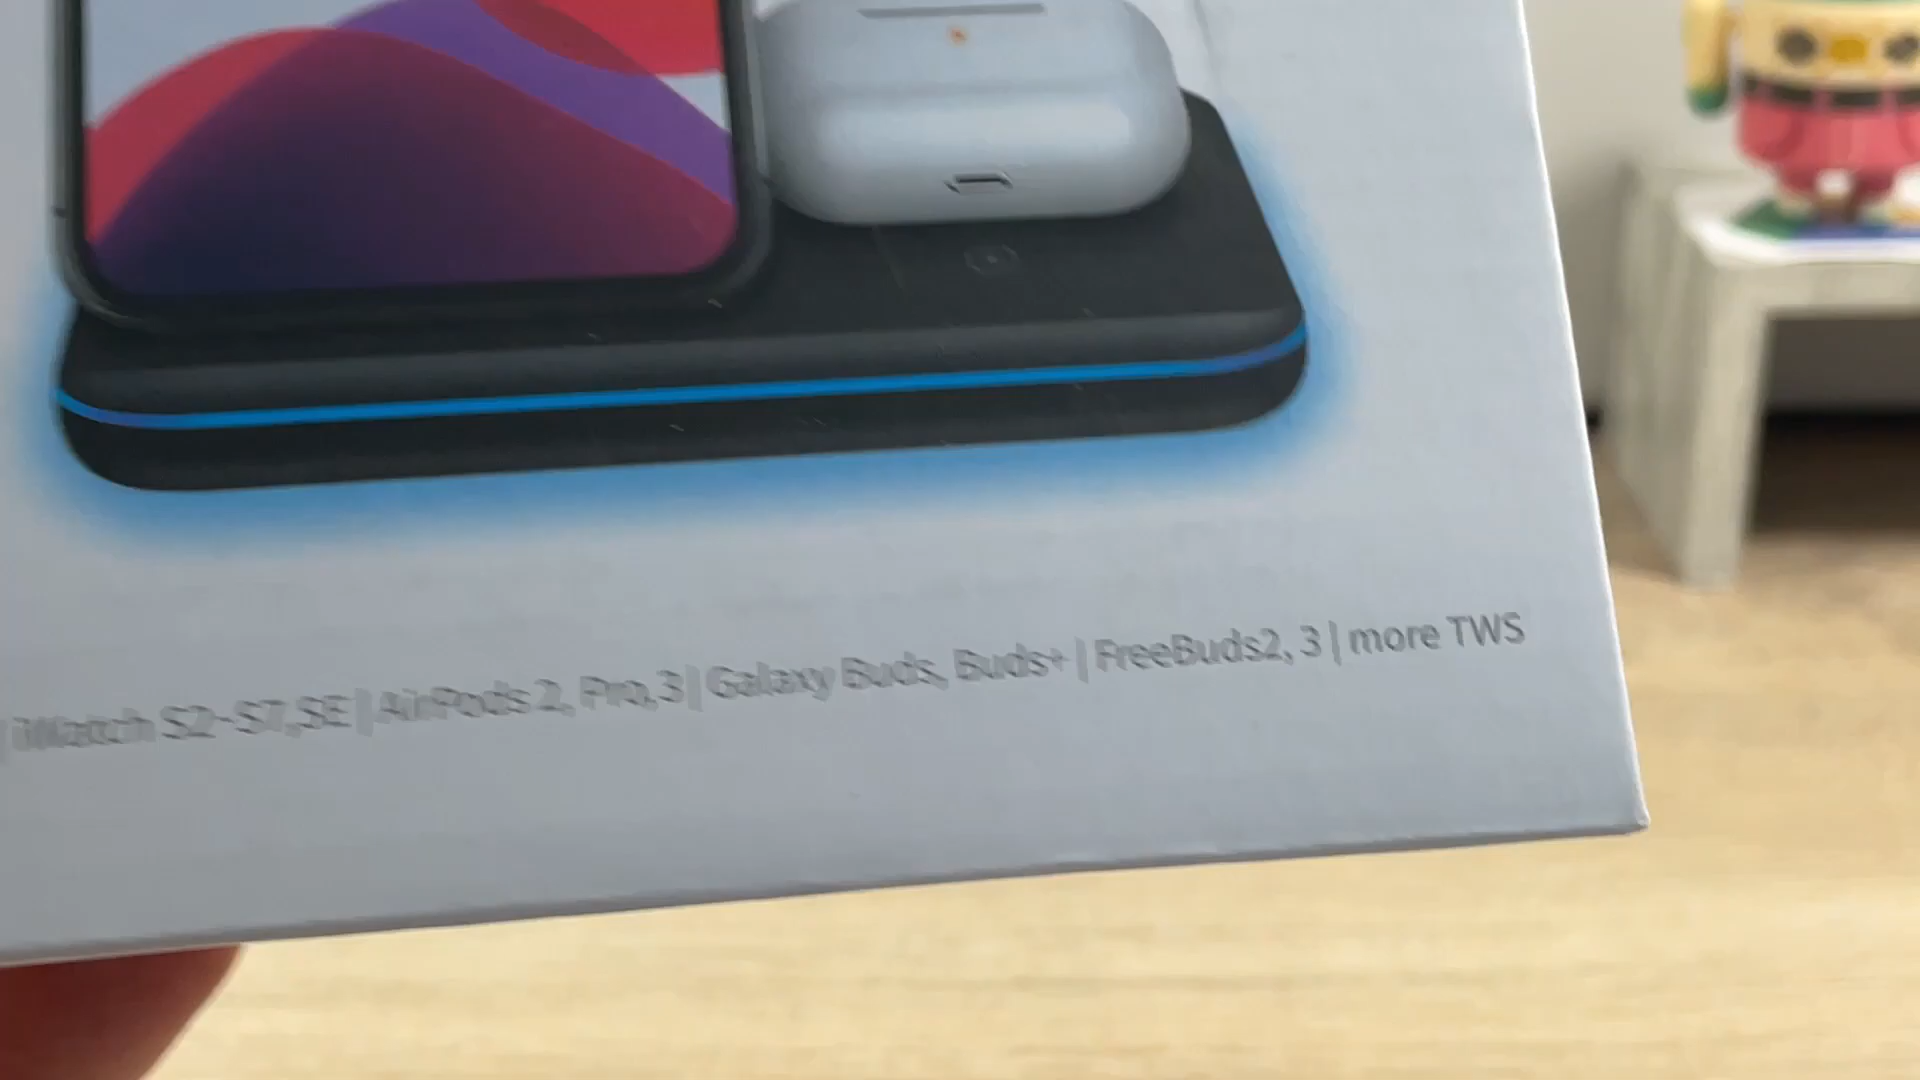 | iWatch S2~S7,SE | AirPods 2, Pro,3 | Galaxy Buds, Buds+ | FreeBuds2, 3 | more TWS